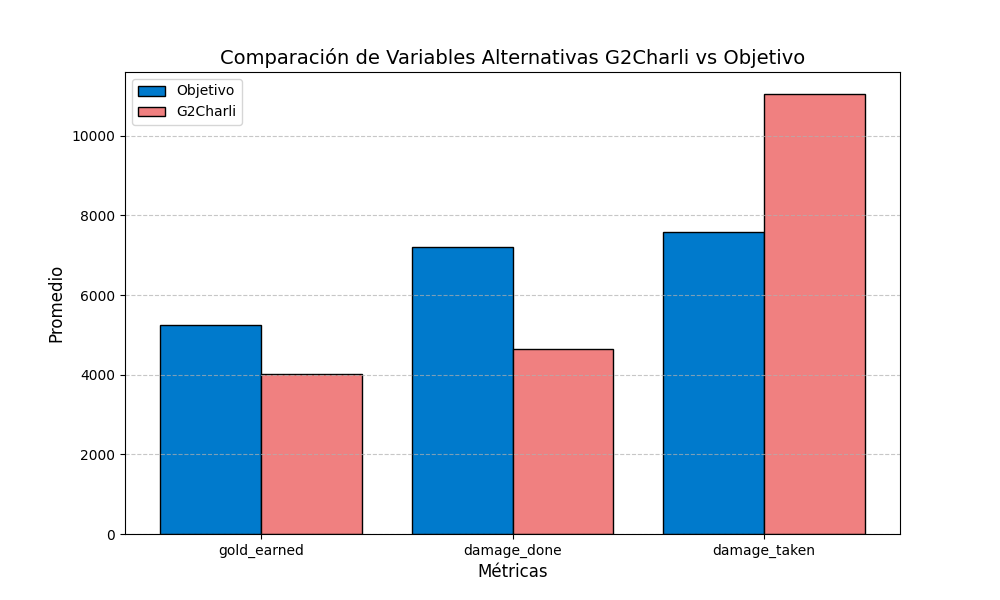 Comparación de Variables Alternativas G2Charli vs Objetivo
Objetivo
G2Charli
Promedio
10000
8000
6000
4000
2000
0
gold_earned
damage_done
damage_taken
Métricas